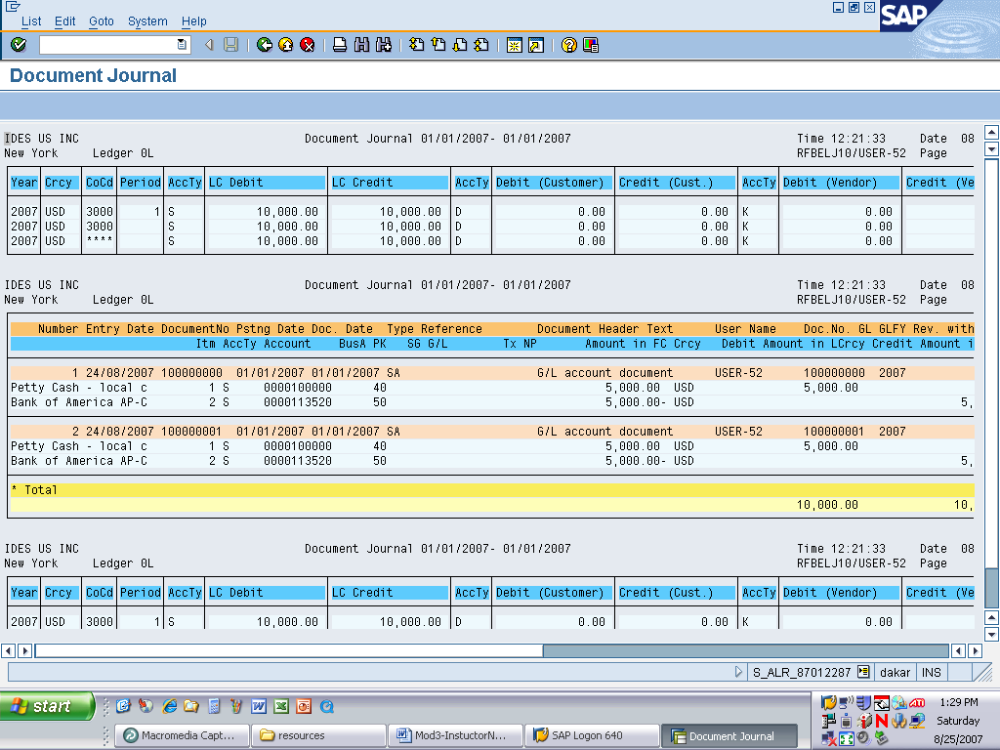 List Edit Goto System Help
SAP
Document Journal
IDES US INC Document Journal 01/01/2007- 01/01/2007 Time 12:21:33 Date 08
New York Ledger 0L RFBELJ10/USER-52 Page
Year Crcy CoCd Period AccTy LC Debit LC Credit AccTy Debit (Customer) Credit (Cust.) AccTy Debit (Vendor) Credit (Ve
2007 USD 3000 1 S 10,000.00 10,000.00 D 0.00 0.00 K 0.00
2007 USD 3000 S 10,000.00 10,000.00 D 0.00 0.00 K 0.00
2007 USD **** S 10,000.00 10,000.00 D 0.00 0.00 K 0.00
IDES US INC Document Journal 01/01/2007- 01/01/2007 Time 12:21:33 Date 08
New York Ledger 0L RFBELJ10/USER-52 Page
Number Entry Date DocumentNo Pstng Date Doc. Date Type Reference Document Header Text User Name Doc.No. GL GLFY Rev. with
Itm AccTy Account BusA PK SG G/L Tx NP Amount in FC Crcy Debit Amount in LCrcy Credit Amount i
1 24/08/2007 100000000 01/01/2007 01/01/2007 SA G/L account document USER-52 100000000 2007
Petty Cash - local c 1 S 0000100000 40 5,000.00 USD 5,000.00
Bank of America AP-C 2 S 0000113520 50 5,000.00- USD 5,
2 24/08/2007 100000001 01/01/2007 01/01/2007 SA G/L account document USER-52 100000001 2007
Petty Cash - local c 1 S 0000100000 40 5,000.00 USD 5,000.00
Bank of America AP-C 2 S 0000113520 50 5,000.00- USD 5,
* Total
10,000.00 10,
IDES US INC Document Journal 01/01/2007- 01/01/2007 Time 12:21:33 Date 08
New York Ledger 0L RFBELJ10/USER-52 Page
Year Crcy CoCd Period AccTy LC Debit LC Credit AccTy Debit (Customer) Credit (Cust.) AccTy Debit (Vendor) Credit (Ve
2007 USD 3000 1 S 10,000.00 10,000.00 D 0.00 0.00 K 0.00
S_ALR_87012287 dakar INS
start
1:29 PM
Saturday
8/25/2007
Macromedia Capt... resources Mod3-InstuctorN... SAP Logon 640 Document Journal